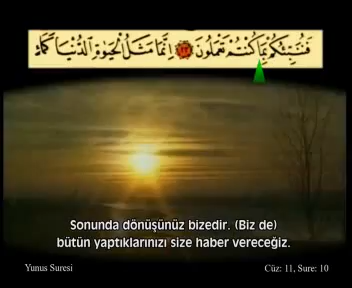 فَنُنَبِّئُكُم بِمَا كُنتُمْ تَعْمَلُونَ ﴿٢٣﴾ إِنَّمَا مَثَلُ الْحَيَوٰةِ الدُّنْيَا كَمَاءٍ
Sonunda dönüşünüz bizedir. (Biz de)
bütün yaptıklarınızı size haber vereceğiz.
Yunus Suresi
Cüz: 11, Sure: 10